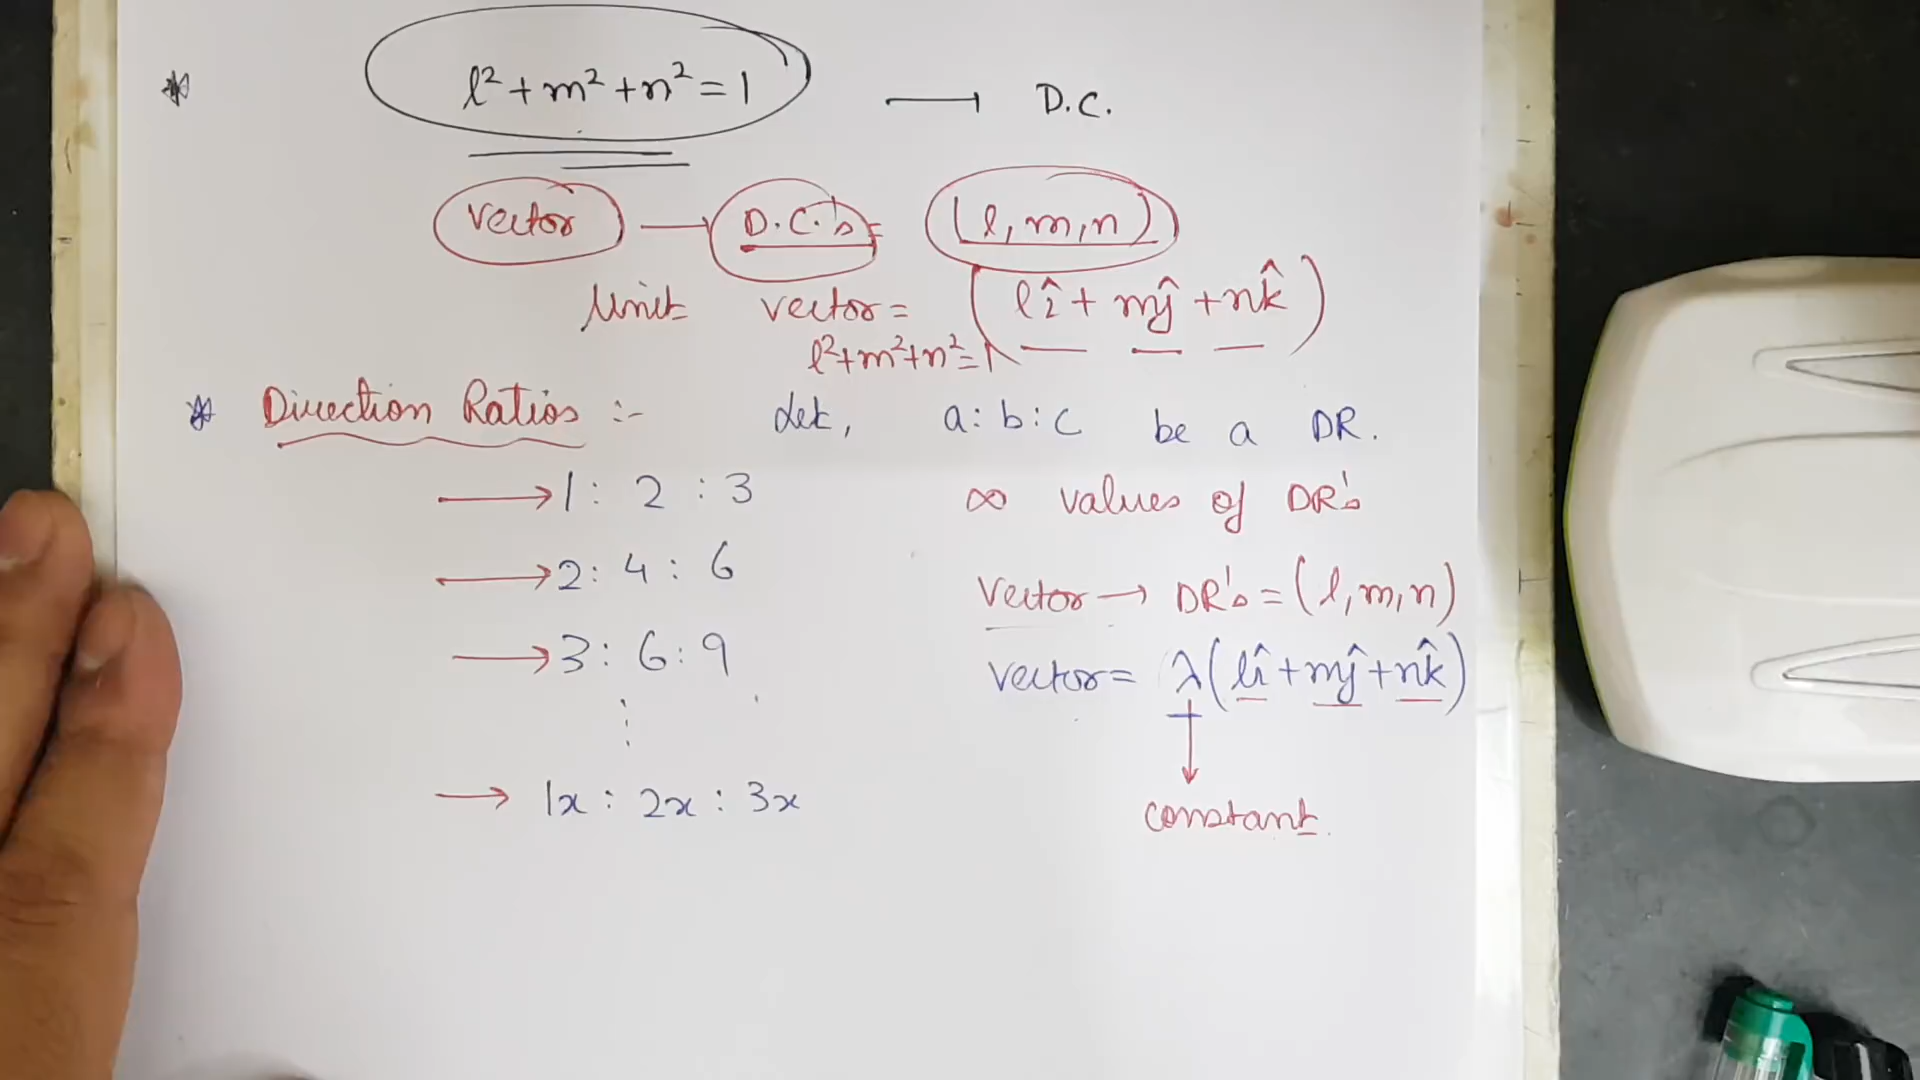 * l²+m²+n²=1 → D.C.
Vector → D.C.'s = (l, m, n)
Unit vector = (lî + mĵ + nk̂)
l²+m²+n²=1
* Direction Ratios :- Let, a : b : c be a DR.
→ 1 : 2 : 3 ∞ values of DR's
→ 2 : 4 : 6 Vector → DR's = (l, m, n)
→ 3 : 6 : 9 Vector = λ(lî + mĵ + nk̂)
⋮ ↓
→ 1x : 2x : 3x constant.